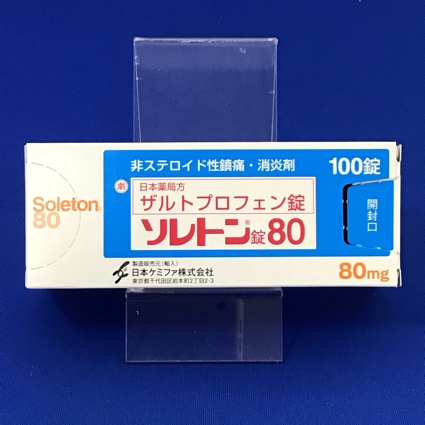 Soleton®
80
非ステロイド性鎮痛・消炎剤
100錠
劇
日本薬局方
ザルトプロフェン錠
ソレトン®錠80
開封口
製造販売元(輸入)
日本ケミファ株式会社
東京都千代田区岩本町2丁目2-3
80mg